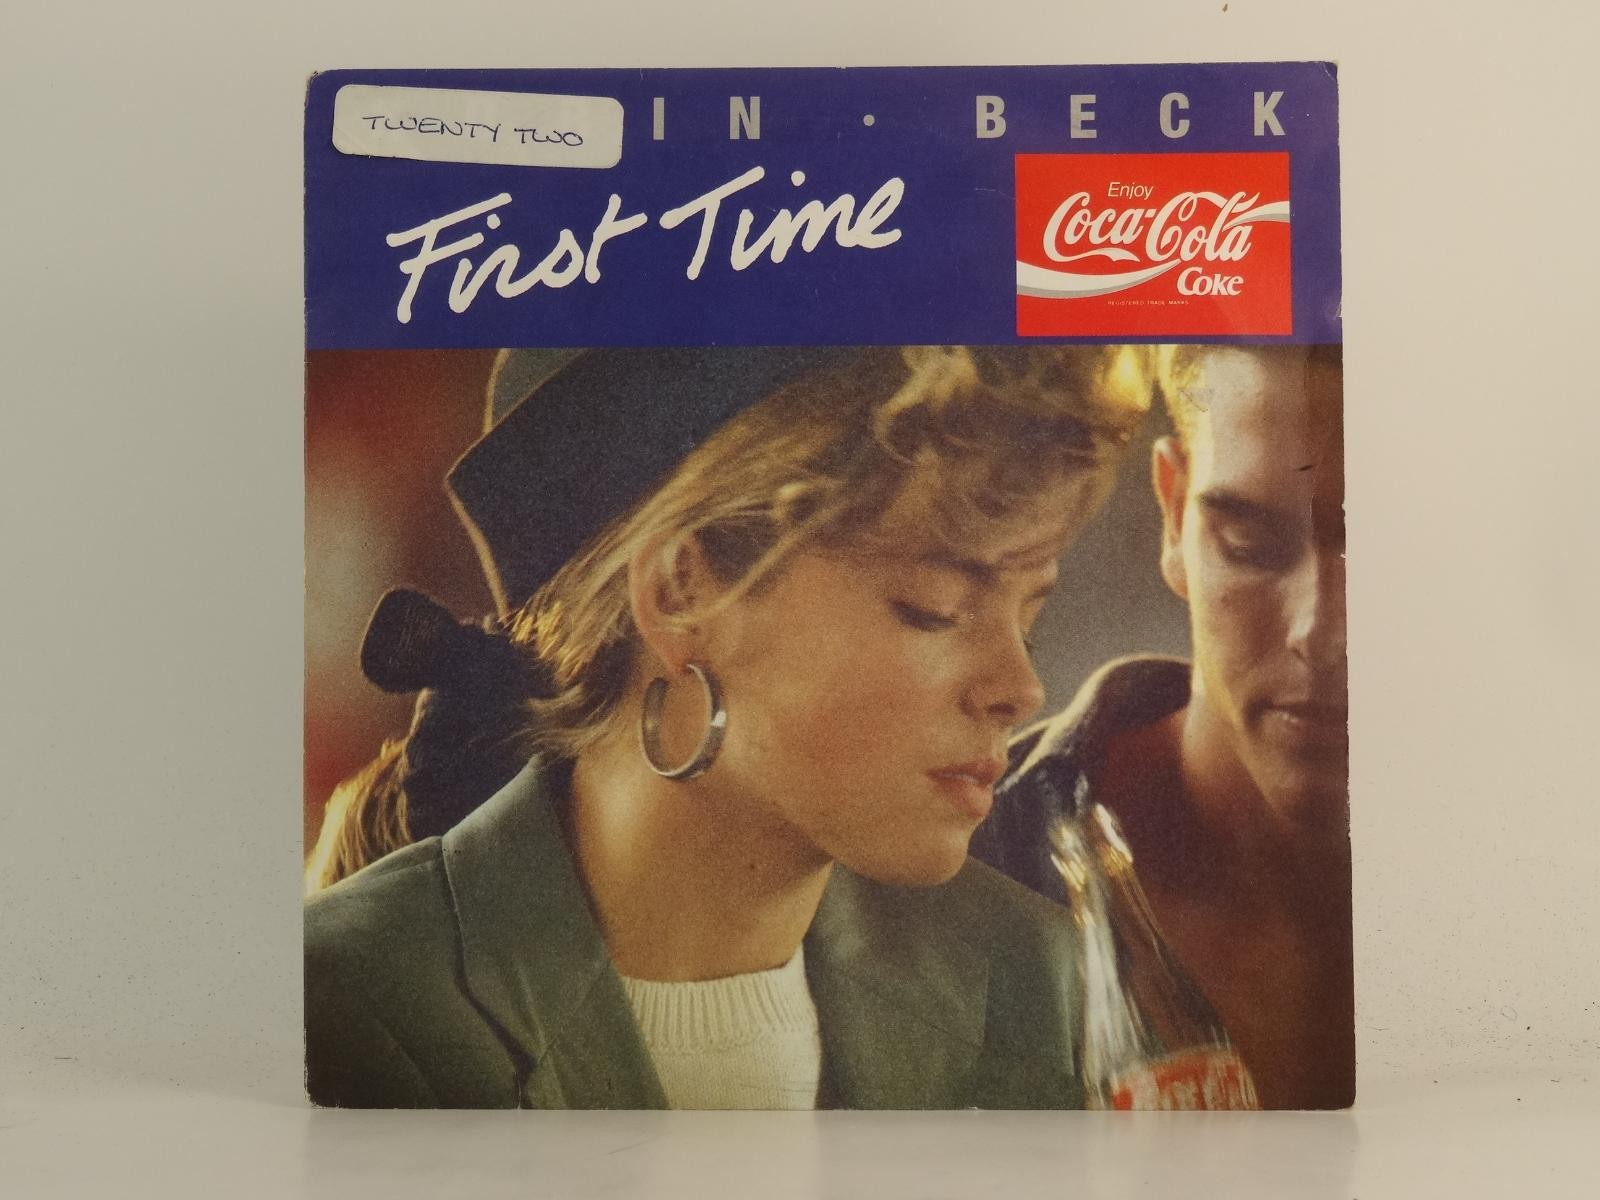 TWENTY TWO
IN · BECK
First Time
Enjoy
Coca-Cola
Coke
REGISTERED TRADE MARKS